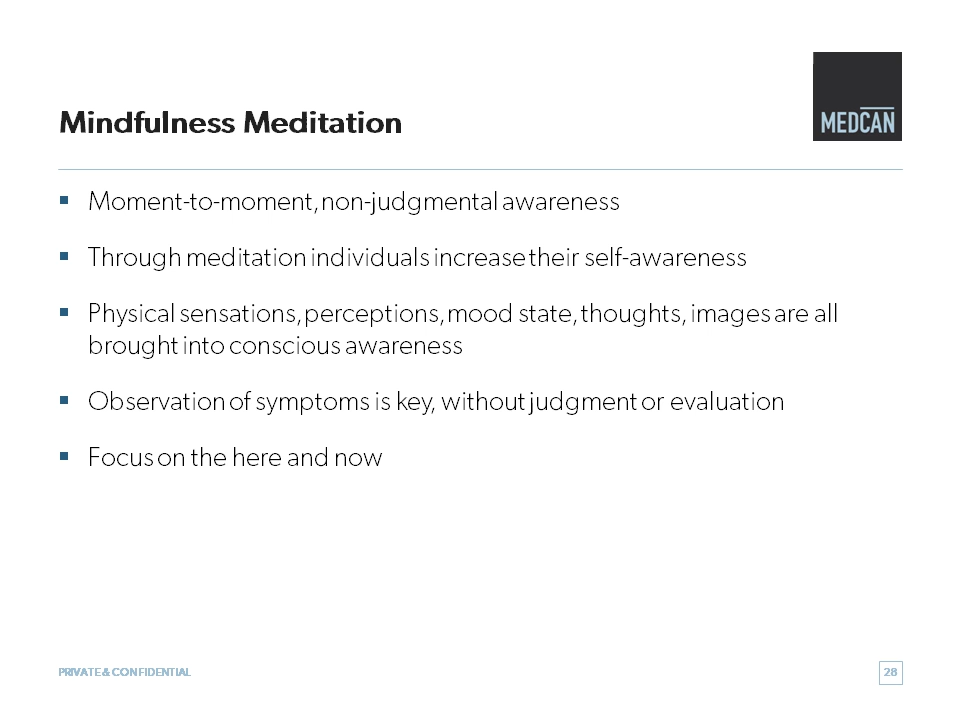 MEDCAN
Mindfulness Meditation
▪ Moment-to-moment, non-judgmental awareness
▪ Through meditation individuals increase their self-awareness
▪ Physical sensations, perceptions, mood state, thoughts, images are all
brought into conscious awareness
▪ Observation of symptoms is key, without judgment or evaluation
▪ Focus on the here and now
PRIVATE & CONFIDENTIAL
28